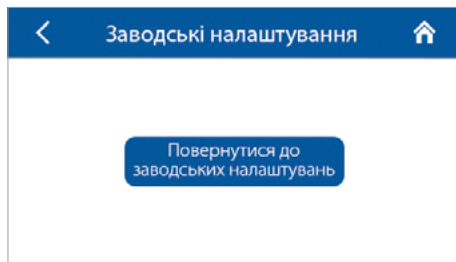 Заводські налаштування
Повернутися до
заводських налаштувань